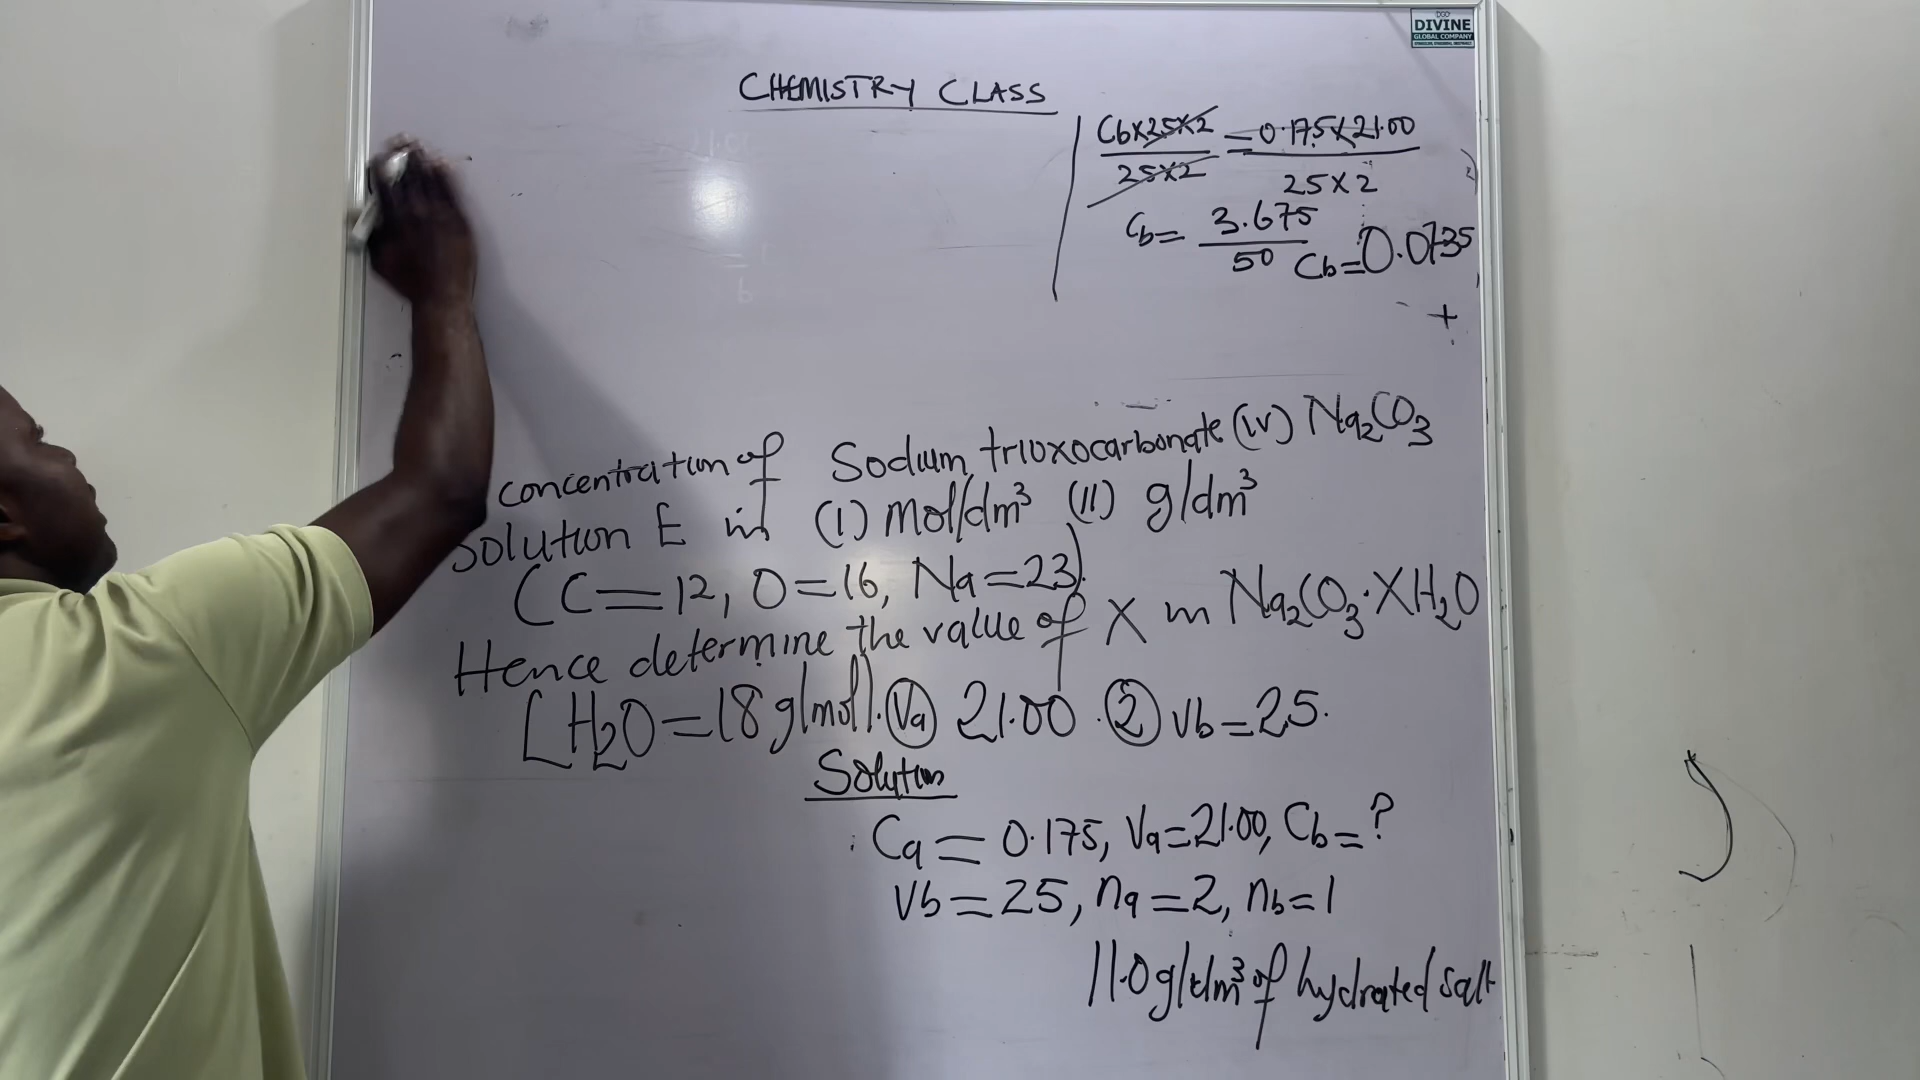 DGC
DIVINE
GLOBAL COMPANY
CHEMISTRY CLASS
Cb×25×2 = 0.175×21.00
25×2 25×2
Cb= 3.675
50 Cb=0.0735
+
concentration of Sodium trioxocarbonate (iv) Na₂CO₃
solution E in (I) mol/dm³ (II) g/dm³
(C=12, O=16, Na=23).
Hence determine the value of X in Na₂CO₃·XH₂O
[H₂O=18g/mol]. Va 21.00 . 2 Vb=25.
Solution
Ca = 0.175, Va=21.00, Cb=?
Vb=25, na=2, nb=1
11.0g/dm³ of hydrated salt